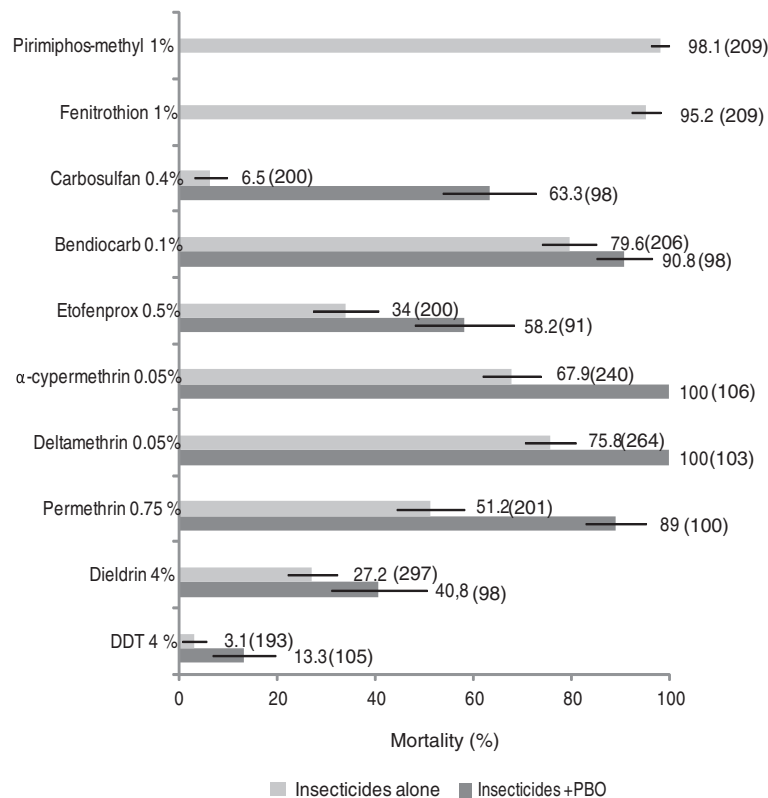 Pirimiphos-methyl 1% 98.1 (209)
Fenitrothion 1% 95.2 (209)
Carbosulfan 0.4% 6.5 (200)
63.3 (98)
Bendiocarb 0.1% 79.6 (206)
90.8 (98)
Etofenprox 0.5% 34 (200)
58.2 (91)
α-cypermethrin 0.05% 67.9 (240)
100 (106)
Deltamethrin 0.05% 75.8 (264)
100 (103)
Permethrin 0.75 % 51.2 (201)
89 (100)
Dieldrin 4% 27.2 (297)
40,8 (98)
DDT 4 % 3.1 (193)
13.3 (105)
0 20 40 60 80 100
Mortality (%)
Insecticides alone Insecticides +PBO